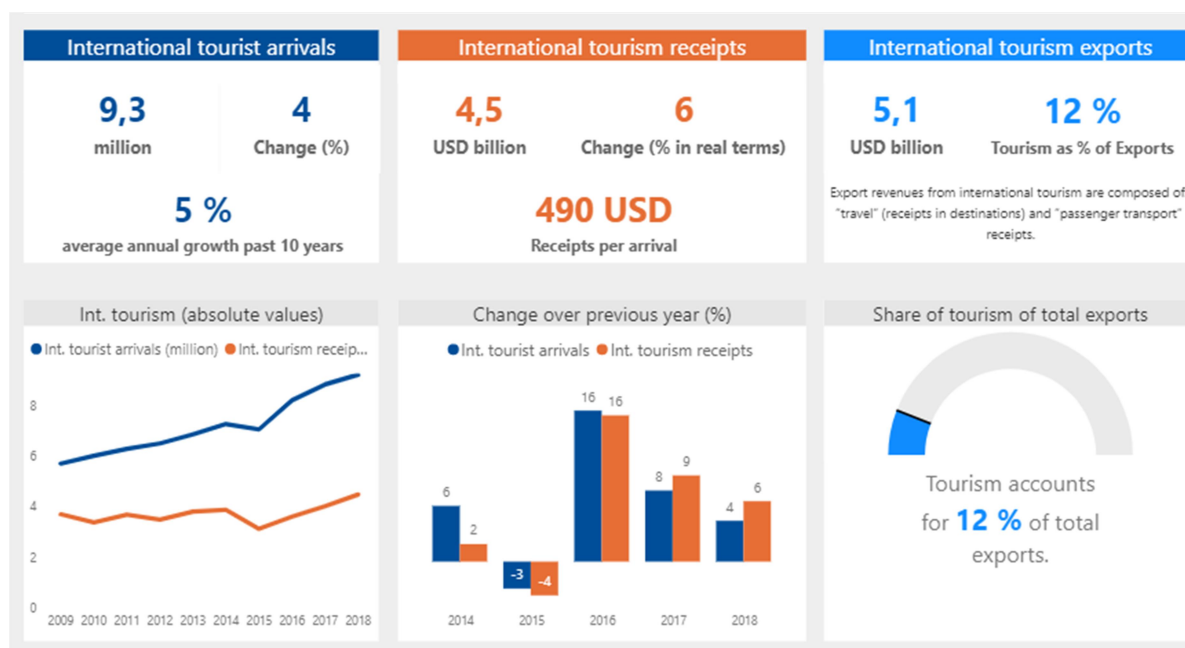 International tourist arrivals
9,3
million
4
Change (%)
5 %
average annual growth past 10 years
International tourism receipts
4,5
USD billion
6
Change (% in real terms)
490 USD
Receipts per arrival
International tourism exports
5,1
USD billion
12 %
Tourism as % of Exports
Export revenues from international tourism are composed of
"travel" (receipts in destinations) and "passenger transport"
receipts.
Int. tourism (absolute values)
Int. tourist arrivals (million) Int. tourism receip...
8
6
4
2
0
2009 2010 2011 2012 2013 2014 2015 2016 2017 2018
Change over previous year (%)
Int. tourist arrivals Int. tourism receipts
6 2
-3 -4
16 16
8 9
4 6
2014 2015 2016 2017 2018
Share of tourism of total exports
Tourism accounts
for 12 % of total
exports.